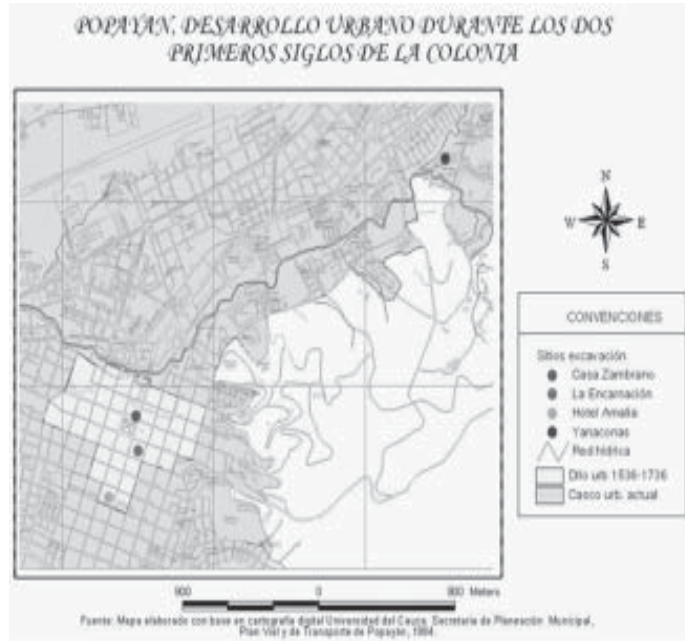 POPAYAN, DESARROLLO URBANO DURANTE LOS DOS
PRIMEROS SIGLOS DE LA COLONIA
N
W E
S
CONVENCIONES
Sitios excavación
Casa Zambrano
La Encarnación
Hotel Amalia
Yanaconas
Red hídrica
Dllo urb 1536-1736
Casco urb. actual
900 0 900 Meters
Fuente: Mapa elaborado con base en cartografía digital Universidad del Cauca. Secretaría de Planeación Municipal,
Plan Vial y de Transporte de Popayán, 1994.